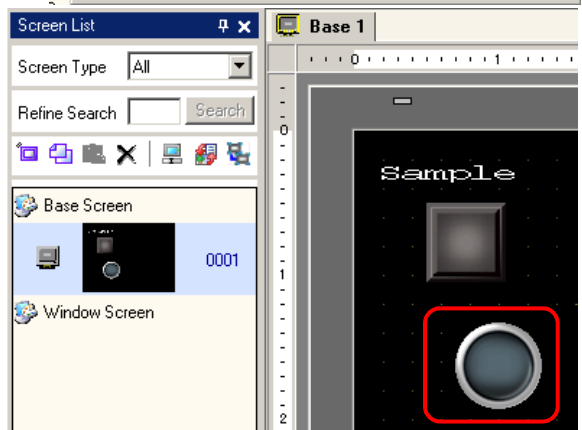 Screen List
Base 1
Screen Type All
Refine Search Search
0 1
0
Sample
Base Screen
0001
1
Window Screen
2